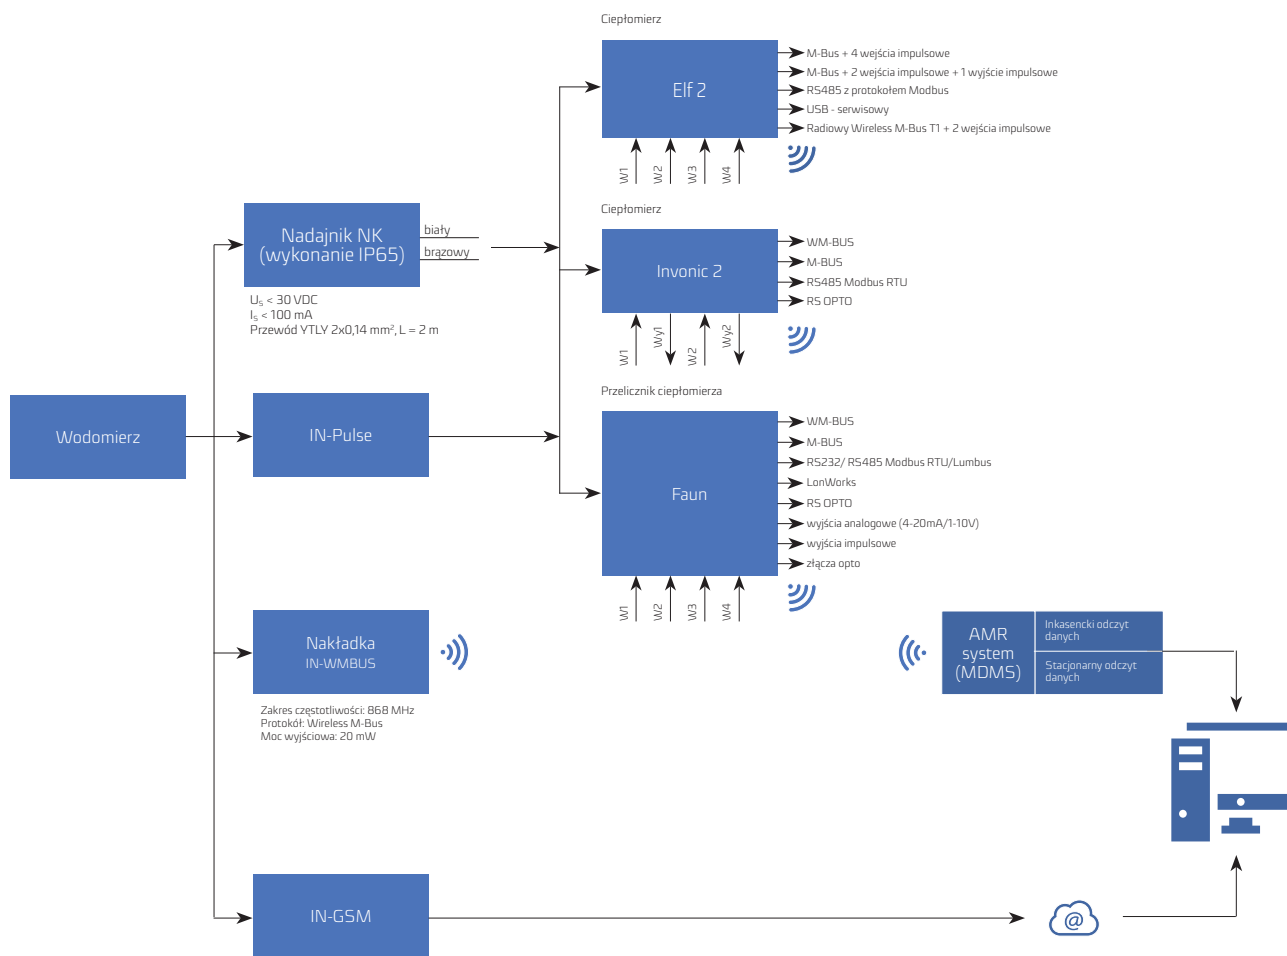 Ciepłomierz
Elf 2
M-Bus + 4 wejścia impulsowe
M-Bus + 2 wejścia impulsowe + 1 wyjście impulsowe
RS485 z protokołem Modbus
USB - serwisowy
Radiowy Wireless M-Bus T1 + 2 wejścia impulsowe
W1
W2
W3
W4
Nadajnik NK
(wykonanie IP65)
biały
brązowy
U_S < 30 VDC
I_S < 100 mA
Przewód YTLY 2x0,14 mm², L = 2 m
Ciepłomierz
Invonic 2
WM-BUS
M-BUS
RS485 Modbus RTU
RS OPTO
W1
Wy1
W2
Wy2
Wodomierz
IN-Pulse
Przelicznik ciepłomierza
Faun
WM-BUS
M-BUS
RS232/ RS485 Modbus RTU/Lumbus
LonWorks
RS OPTO
wyjścia analogowe (4-20mA/1-10V)
wyjścia impulsowe
złącza opto
W1
W2
W3
W4
Nakładka
IN-WMBUS
Zakres częstotliwości: 868 MHz
Protokół: Wireless M-Bus
Moc wyjściowa: 20 mW
AMR
system
(MDMS)
Inkasencki odczyt
danych
Stacjonarny odczyt
danych
IN-GSM
@